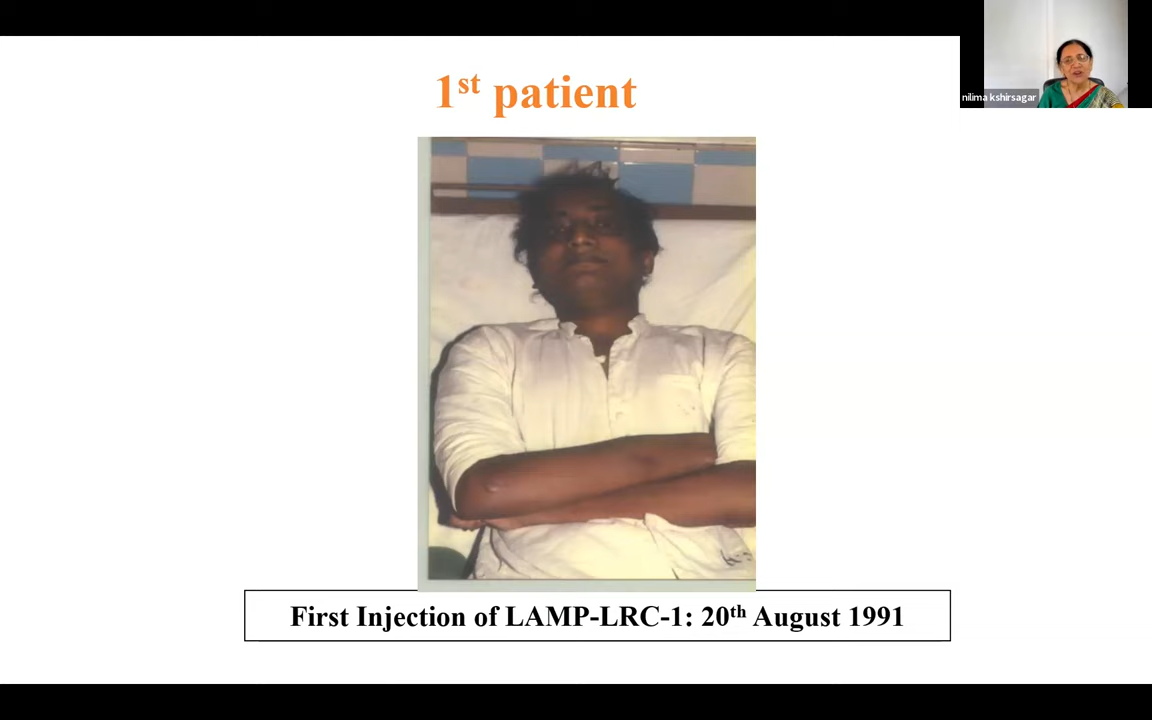 1st patient
nilima kshirsagar
First Injection of LAMP-LRC-1: 20th August 1991